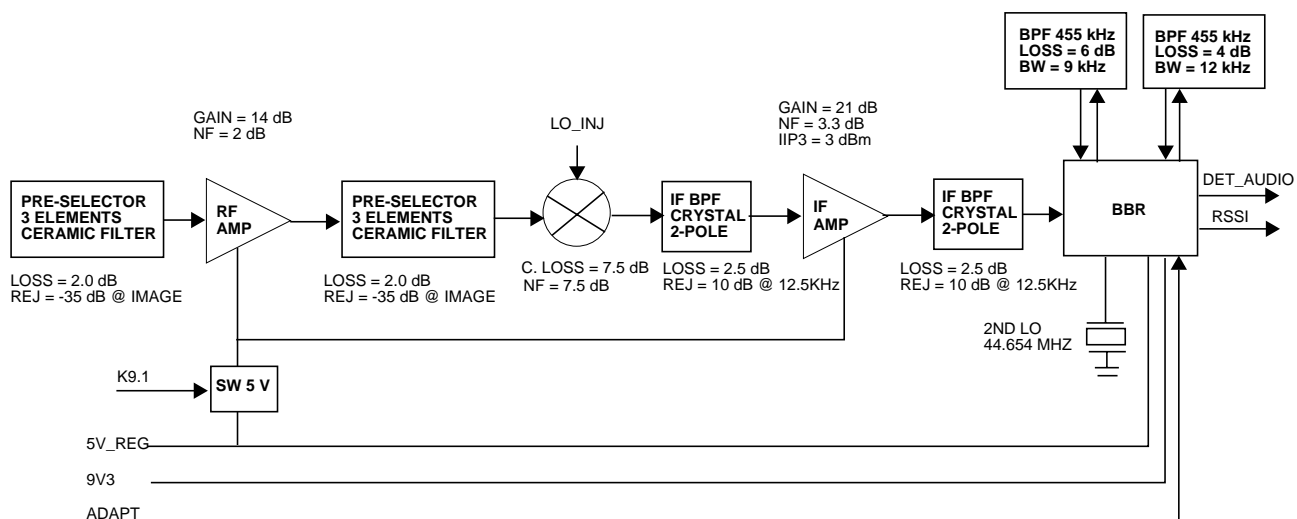 BPF 455 kHz
LOSS = 6 dB
BW = 9 kHz
BPF 455 kHz
LOSS = 4 dB
BW = 12 kHz
GAIN = 14 dB
NF = 2 dB
LO_INJ
GAIN = 21 dB
NF = 3.3 dB
IIP3 = 3 dBm
PRE-SELECTOR
3 ELEMENTS
CERAMIC FILTER
RF
AMP
PRE-SELECTOR
3 ELEMENTS
CERAMIC FILTER
IF BPF
CRYSTAL
2-POLE
IF
AMP
IF BPF
CRYSTAL
2-POLE
BBR
DET_AUDIO
RSSI
LOSS = 2.0 dB
REJ = -35 dB @ IMAGE
LOSS = 2.0 dB
REJ = -35 dB @ IMAGE
C. LOSS = 7.5 dB
NF = 7.5 dB
LOSS = 2.5 dB
REJ = 10 dB @ 12.5KHz
LOSS = 2.5 dB
REJ = 10 dB @ 12.5KHz
2ND LO
44.654 MHZ
K9.1
SW 5 V
5V_REG
9V3
ADAPT